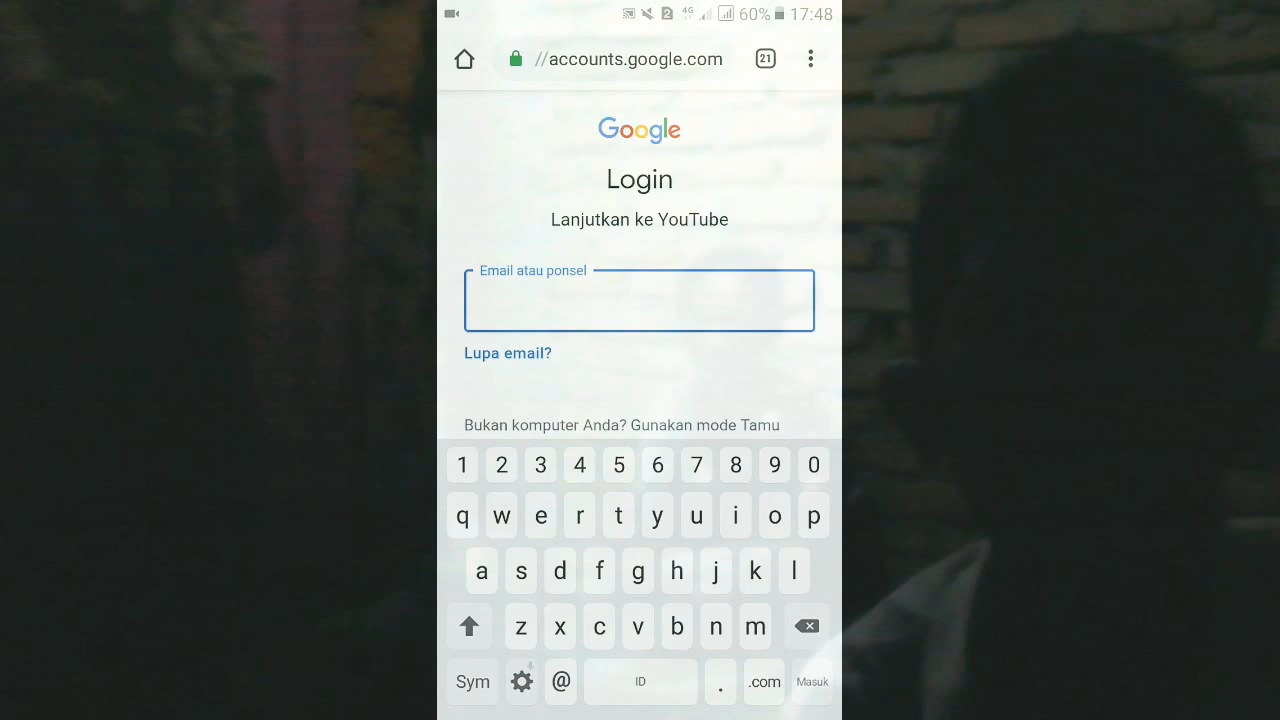 4G 60% 17:48
//accounts.google.com 21
Google
Login
Lanjutkan ke YouTube
Email atau ponsel
Lupa email?
Bukan komputer Anda? Gunakan mode Tamu
1 2 3 4 5 6 7 8 9 0
q w e r t y u i o p
a s d f g h j k l
z x c v b n m
Sym @ ID . .com Masuk